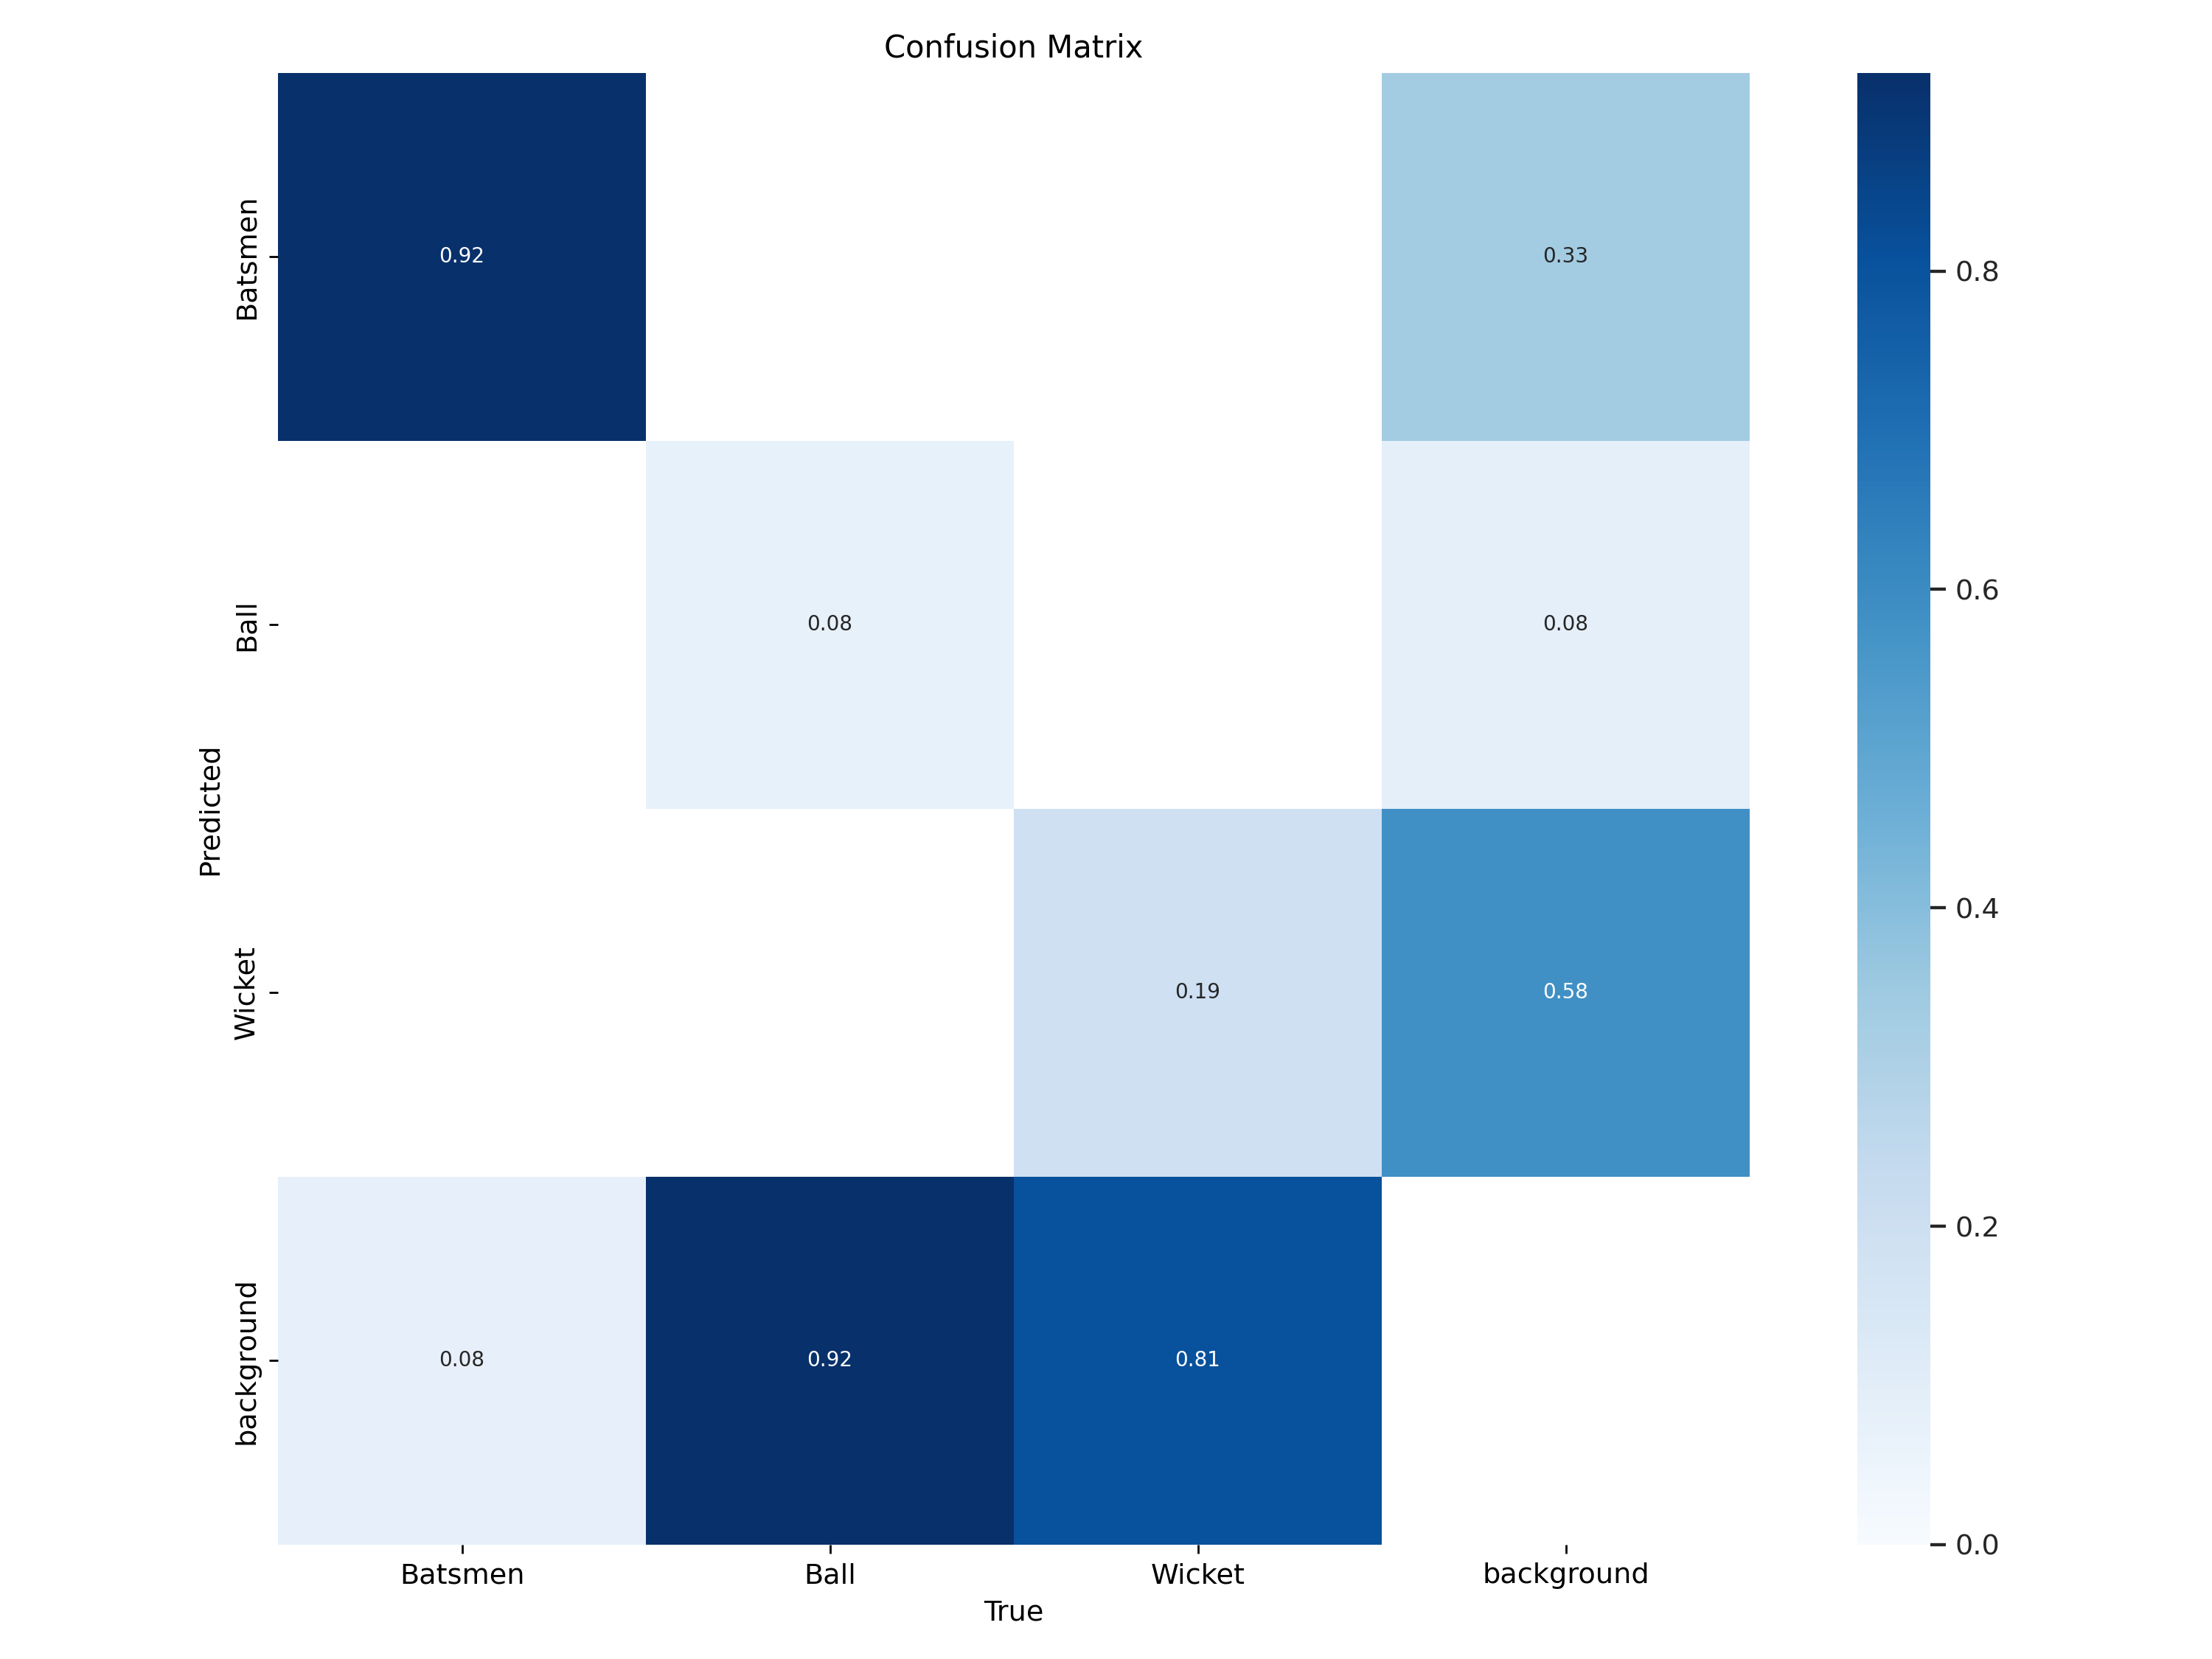 Confusion Matrix
Batsmen
0.92
0.33
0.8
Ball
0.08
0.08
0.6
Predicted
0.4
Wicket
0.19
0.58
0.2
background
0.08
0.92
0.81
0.0
Batsmen
Ball
Wicket
background
True